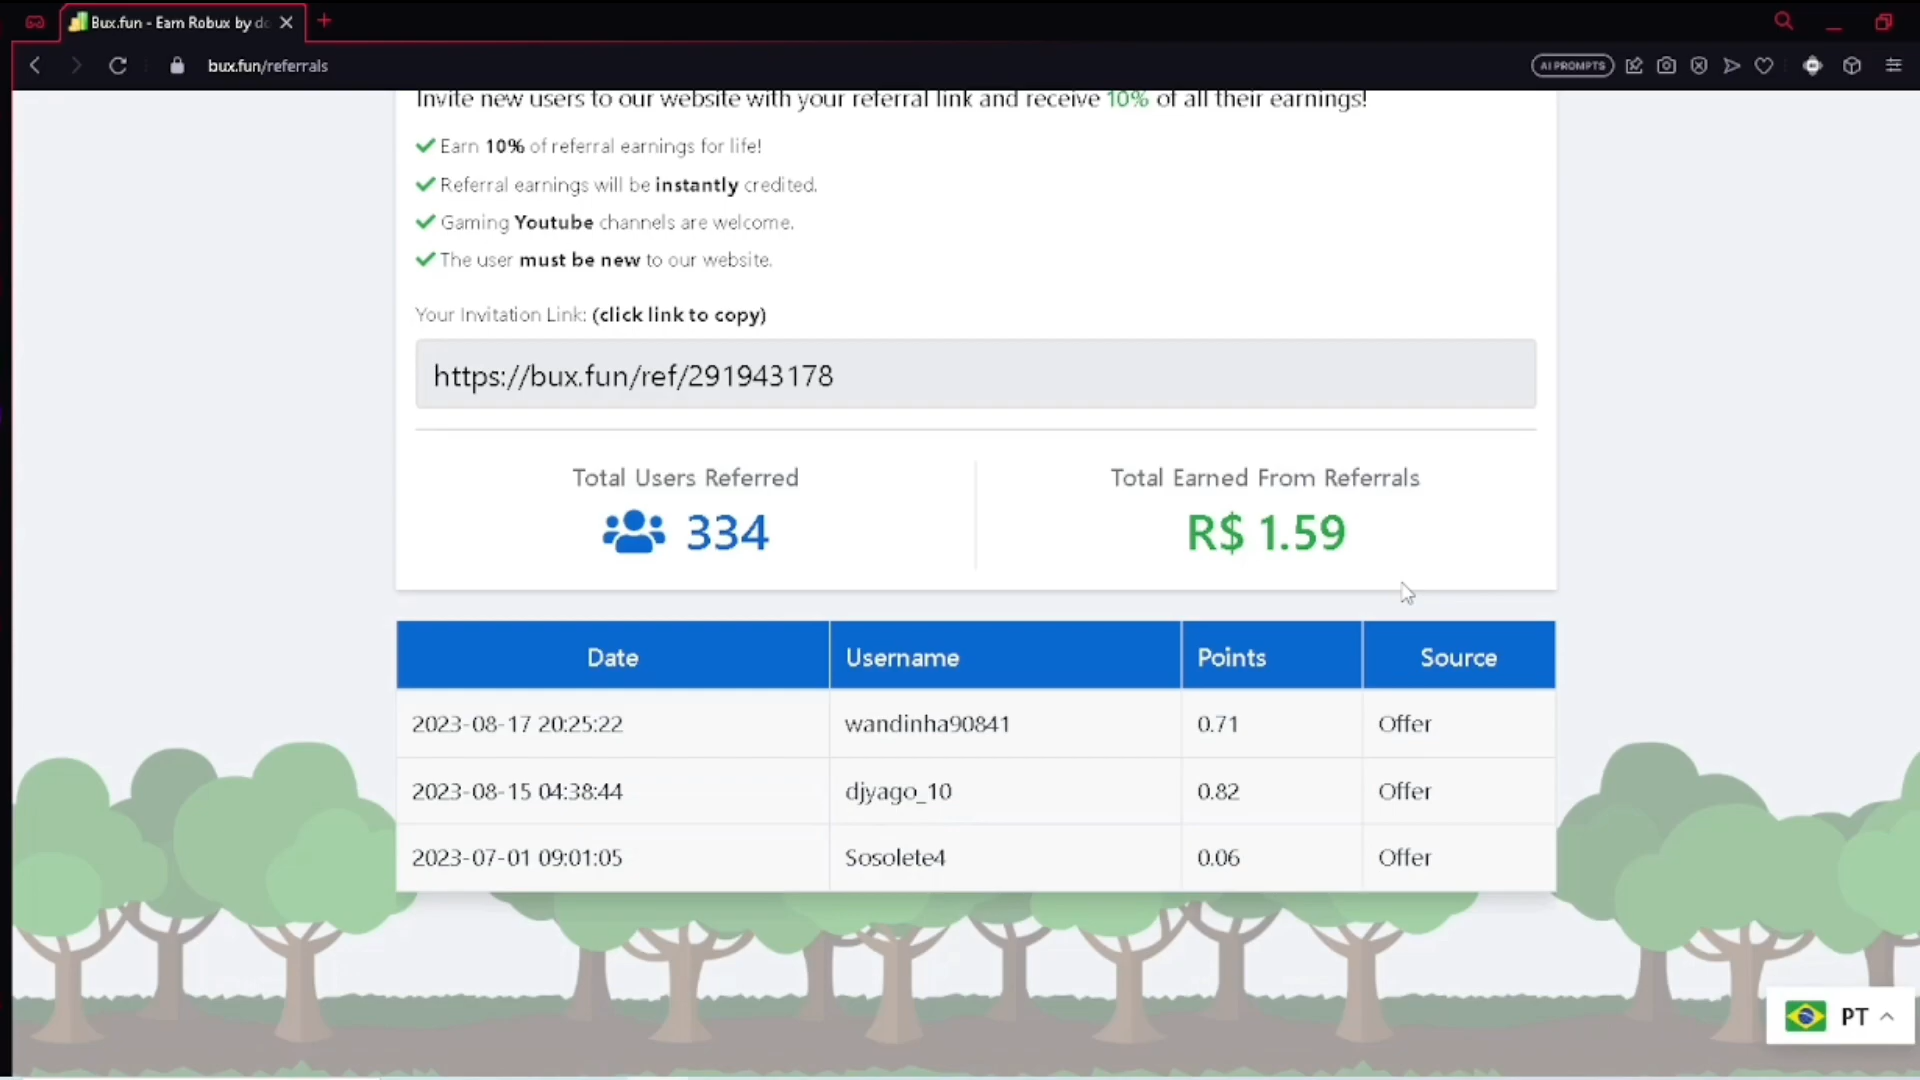 Bux.fun - Earn Robux by do
bux.fun/referrals
AI PROMPTS
Invite new users to our website with your referral link and receive 10% of all their earnings!
Earn 10% of referral earnings for life!
Referral earnings will be instantly credited.
Gaming Youtube channels are welcome.
The user must be new to our website.
Your Invitation Link: (click link to copy)
https://bux.fun/ref/291943178
Total Users Referred
334
Total Earned From Referrals
R$ 1.59
Date Username Points Source
2023-08-17 20:25:22 wandinha90841 0.71 Offer
2023-08-15 04:38:44 djyago_10 0.82 Offer
2023-07-01 09:01:05 Sosolete4 0.06 Offer
PT